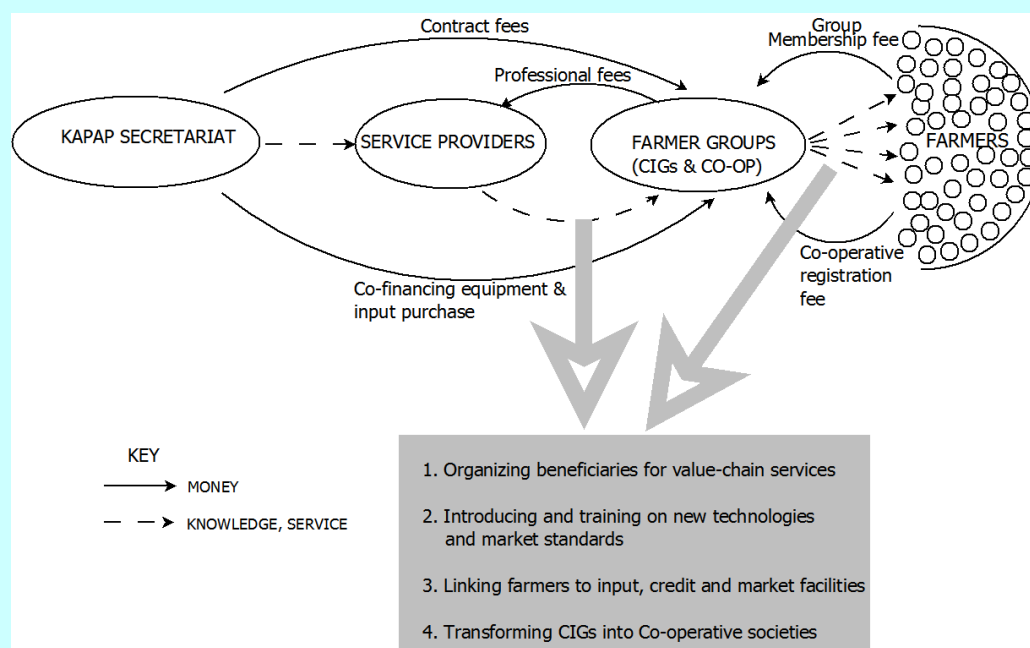 Contract fees
Group
Membership fee
Professional fees
KAPAP SECRETARIAT
SERVICE PROVIDERS
FARMER GROUPS
(CIGs & CO-OP)
FARMERS
Co-financing equipment &
input purchase
Co-operative
registration
fee
KEY
MONEY
KNOWLEDGE, SERVICE
1. Organizing beneficiaries for value-chain services
2. Introducing and training on new technologies
and market standards
3. Linking farmers to input, credit and market facilities
4. Transforming CIGs into Co-operative societies